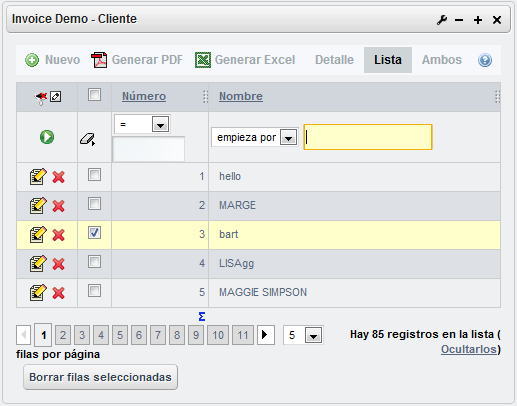 Invoice Demo - Cliente
Nuevo Generar PDF Generar Excel Detalle Lista Ambos ?
Número Nombre
= empieza por
1 hello
2 MARGE
3 bart
4 LISAgg
5 MAGGIE SIMPSON
Σ
1 2 3 4 5 6 7 8 9 10 11 5 Hay 85 registros en la lista (
filas por página Ocultarlos)
Borrar filas seleccionadas